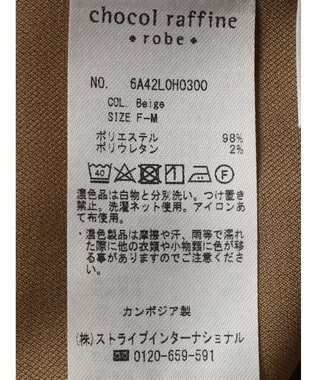 chocol raffine
• robe •
NO. 6A42L0H0300
COL. Beige
SIZE F-M
ポリエステル 98%
ポリウレタン 2%
40
濃色品は白物と分別洗い。つけ置き
禁止。洗濯ネット使用。アイロンあ
て布使用。
・濃色製品は摩擦や汗、雨等で濡れ
た際に他の衣類や小物類に色が移
る事がありますのでご注意くださ
い。
カンボジア製
(株)ストライプインターナショナル
☎ 0120-659-591